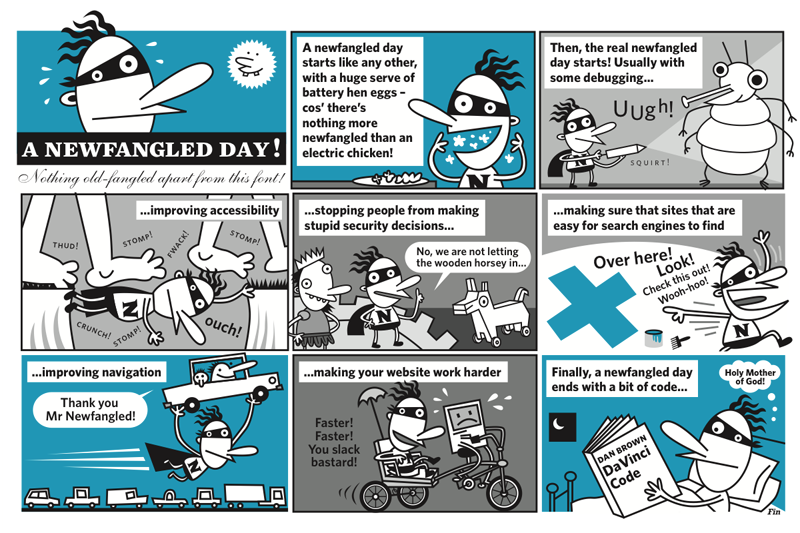 A NEWFANGLED DAY!
Nothing old-fangled apart from this font!
A newfangled day
starts like any other,
with a huge serve of
battery hen eggs –
cos' there's
nothing more
newfangled than an
electric chicken!
N
Then, the real newfangled
day starts! Usually with
some debugging...
Uugh!
SQUIRT!
...improving accessibility
THUD!
STOMP!
FWACK!
STOMP!
N
CRUNCH!
STOMP!
OUCH!
...stopping people from making
stupid security decisions...
No, we are not letting
the wooden horsey in...
N
...making sure that sites that are
easy for search engines to find
Over here!
Look!
Check this out!
Wooh-hoo!
N
...improving navigation
Thank you
Mr Newfangled!
N
...making your website work harder
Faster!
Faster!
You slack
bastard!
N
Finally, a newfangled day
ends with a bit of code...
Holy Mother
of God!
DAN BROWN
DaVinci
Code
Fin